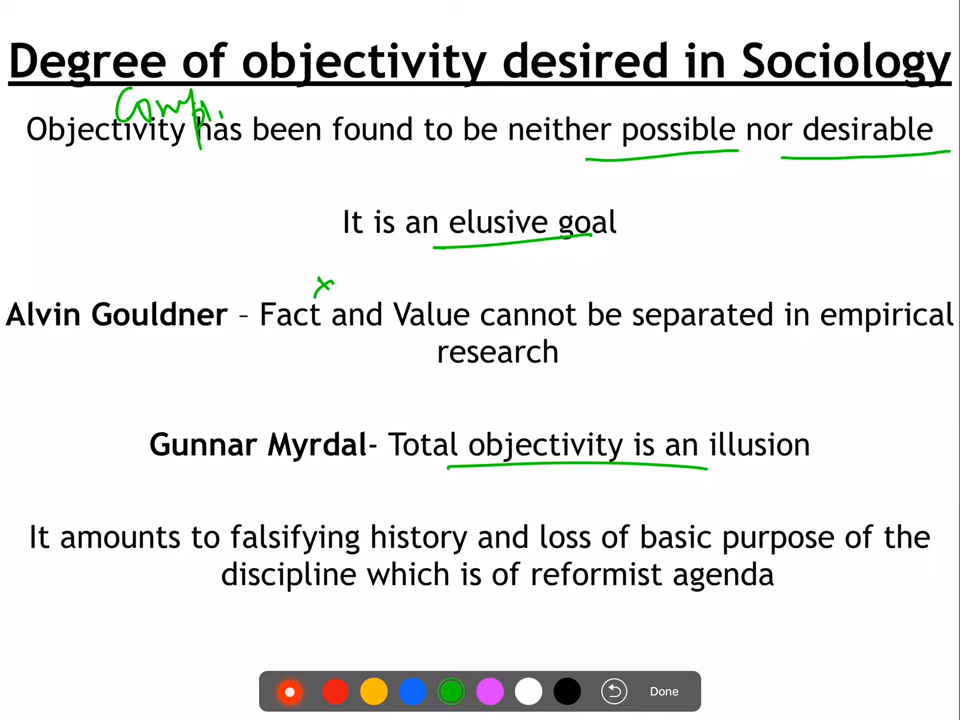 Degree of objectivity desired in Sociology
Comp.
Objectivity has been found to be neither possible nor desirable
It is an elusive goal
Alvin Gouldner – Fact and Value cannot be separated in empirical
research
Gunnar Myrdal- Total objectivity is an illusion
It amounts to falsifying history and loss of basic purpose of the
discipline which is of reformist agenda
Done